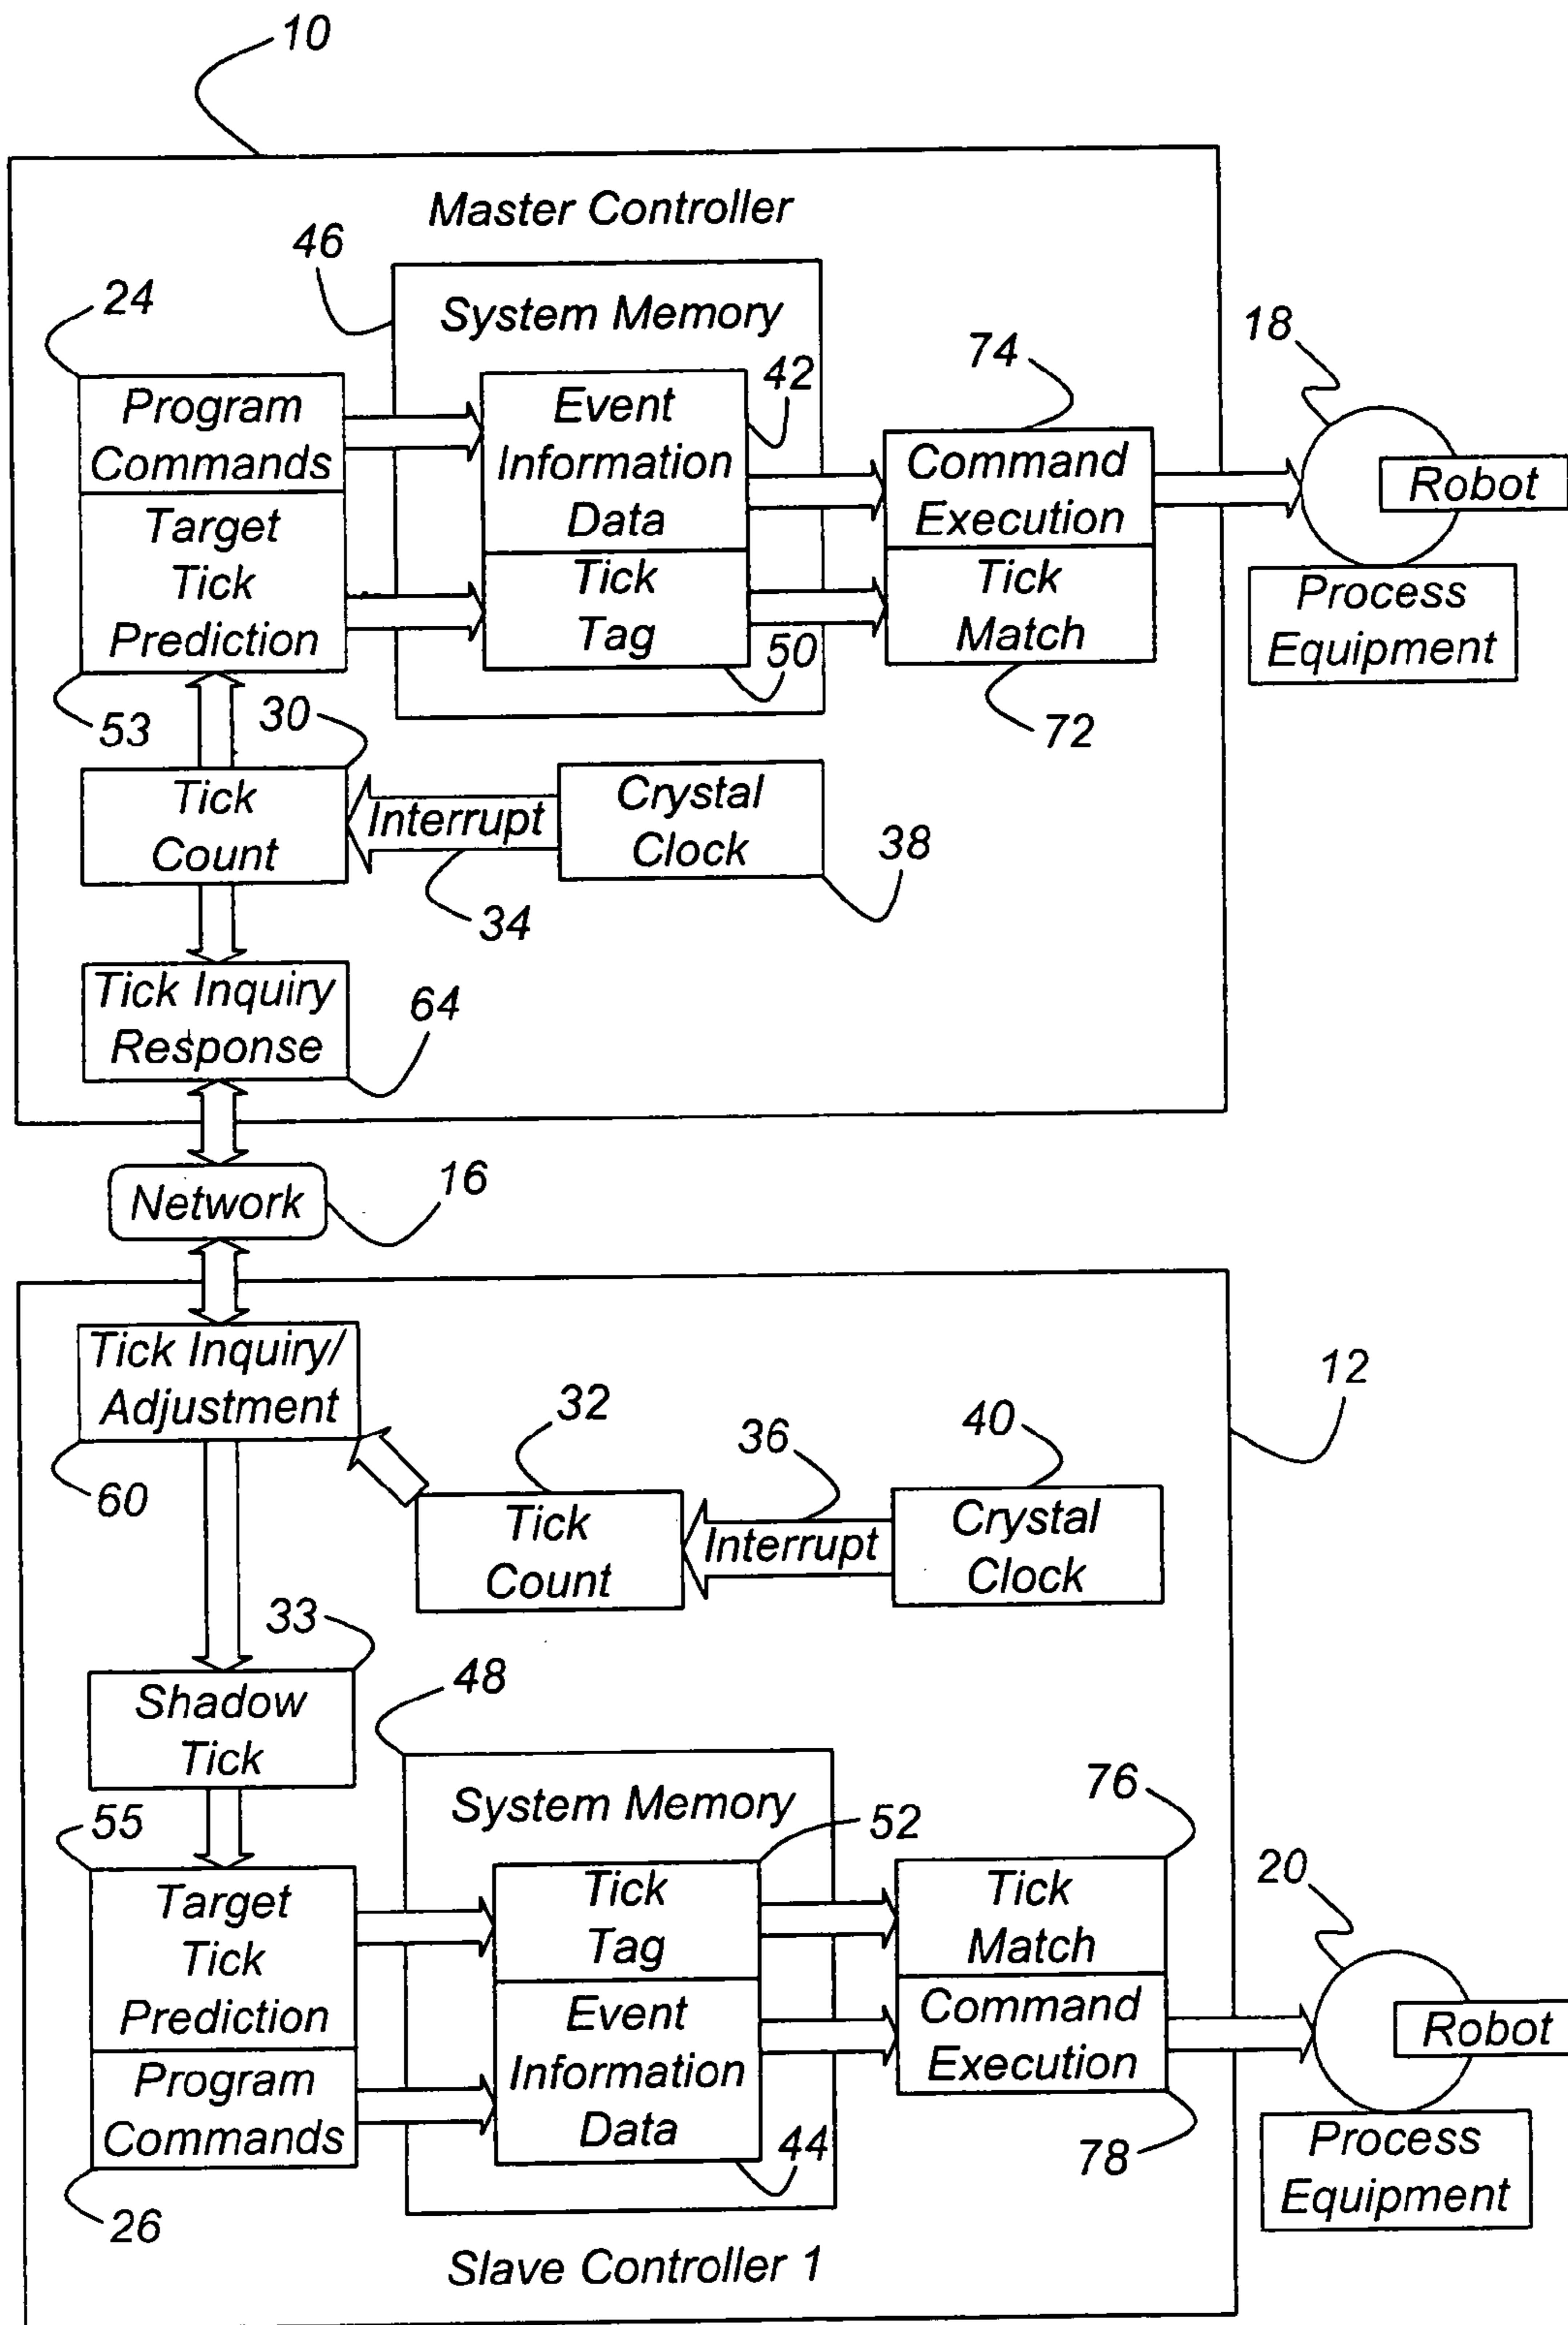 10
Master Controller
46
System Memory
24
Program
Commands
Target
Tick
Prediction
53
Event
Information
Data
42
Tick
Tag
50
74
Command
Execution
Tick
Match
72
18
Robot
Process
Equipment
30
Tick
Count
Interrupt
34
Crystal
Clock
38
Tick Inquiry
Response
64
Network
16
Tick Inquiry/
Adjustment
60
12
32
Tick
Count
36
Interrupt
40
Crystal
Clock
33
Shadow
Tick
48
System Memory
55
Target
Tick
Prediction
Program
Commands
26
52
Tick
Tag
Event
Information
Data
44
76
Tick
Match
Command
Execution
78
20
Robot
Process
Equipment
Slave Controller 1